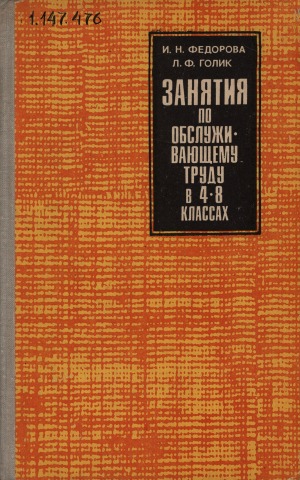 1.147.476
И. Н. ФЕДОРОВА
Л. Ф. ГОЛИК
ЗАНЯТИЯ
ПО
ОБСЛУЖИ-
ВАЮЩЕМУ
ТРУДУ
В 4-8
КЛАССАХ